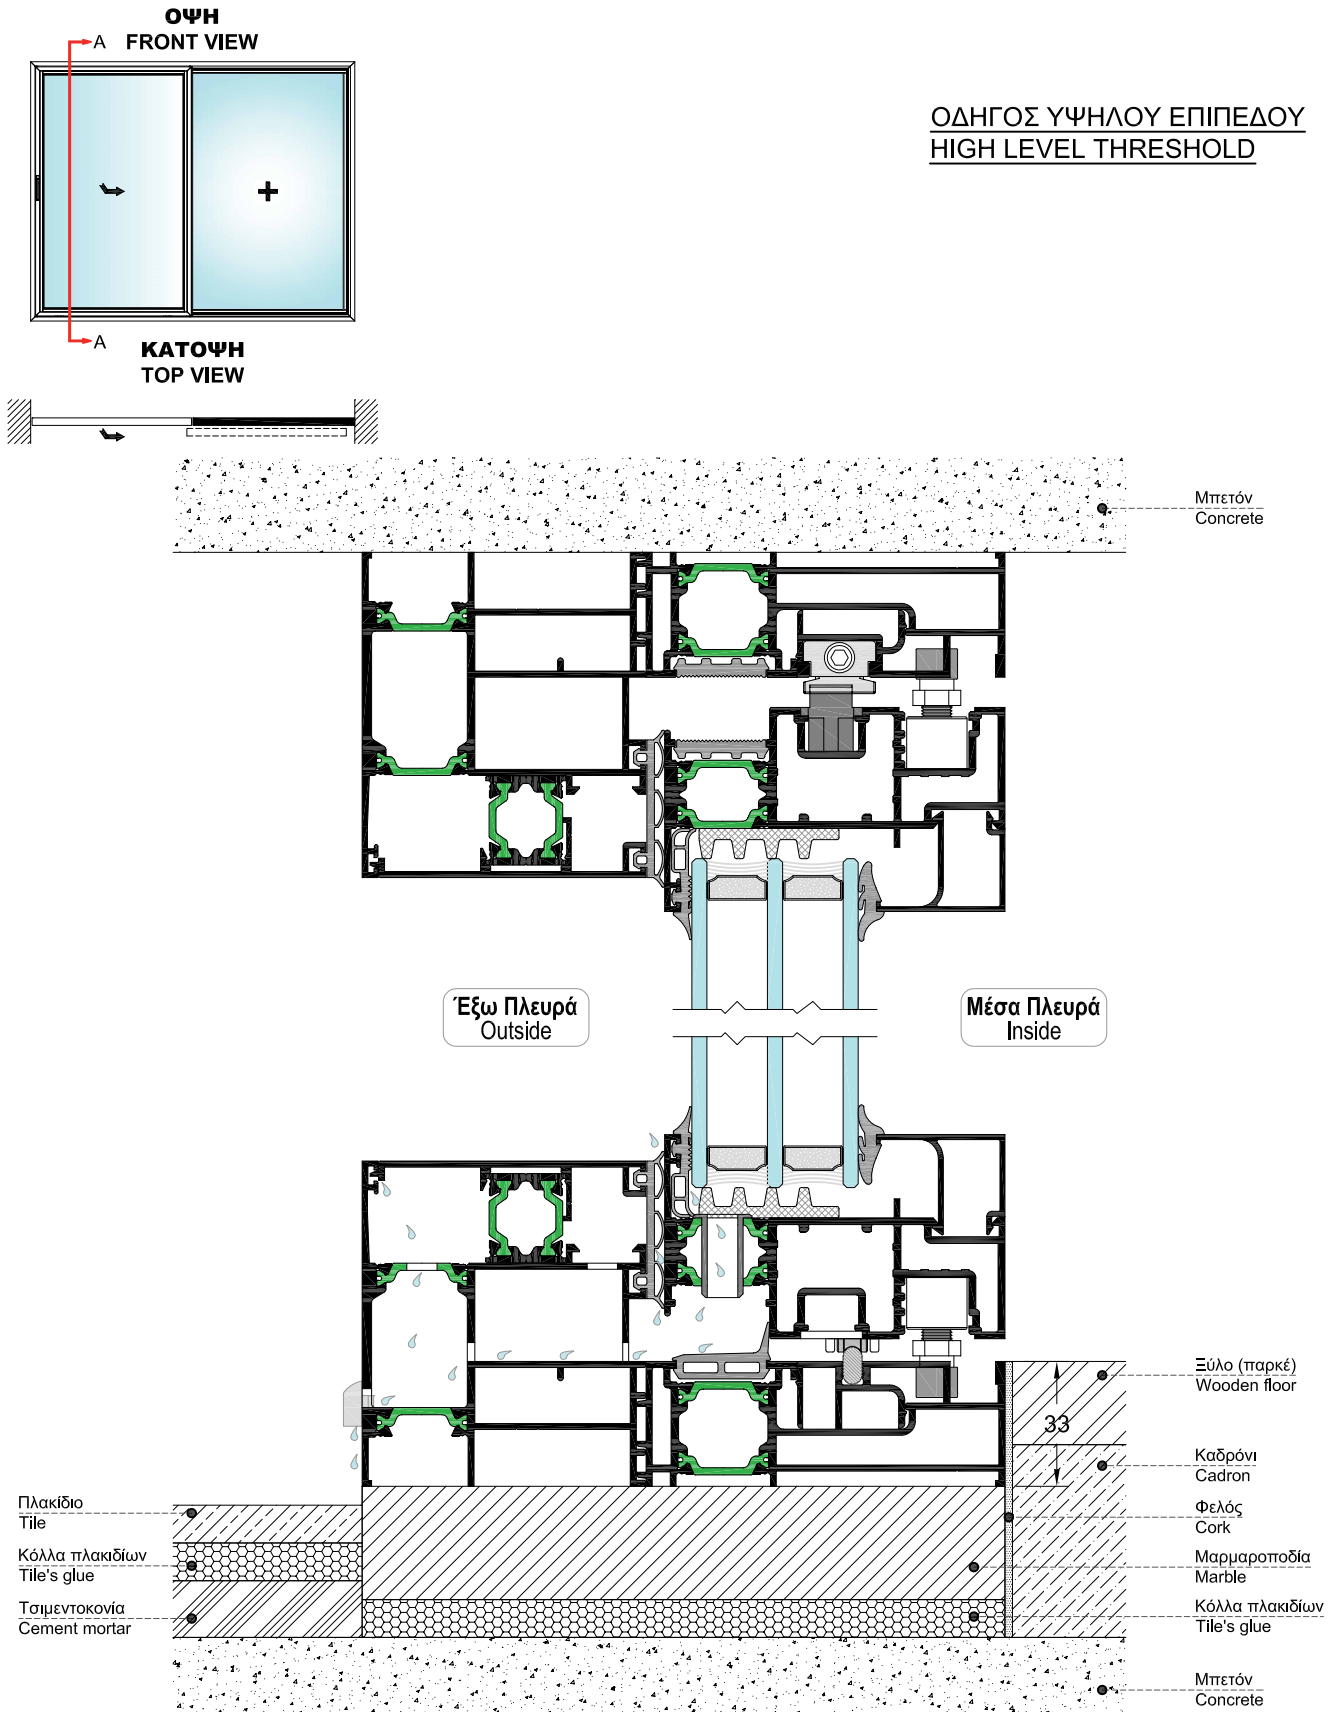 ΟΨΗ
FRONT VIEW
A
A
ΟΔΗΓΟΣ ΥΨΗΛΟΥ ΕΠΙΠΕΔΟΥ
HIGH LEVEL THRESHOLD
ΚΑΤΟΨΗ
TOP VIEW
Μπετόν
Concrete
Έξω Πλευρά
Outside
Μέσα Πλευρά
Inside
Ξύλο (παρκέ)
Wooden floor
33
Καδρόνι
Cadron
Πλακίδιο
Tile
Φελός
Cork
Κόλλα πλακιδίων
Tile's glue
Μαρμαροποδία
Marble
Τσιμεντοκονία
Cement mortar
Κόλλα πλακιδίων
Tile's glue
Μπετόν
Concrete